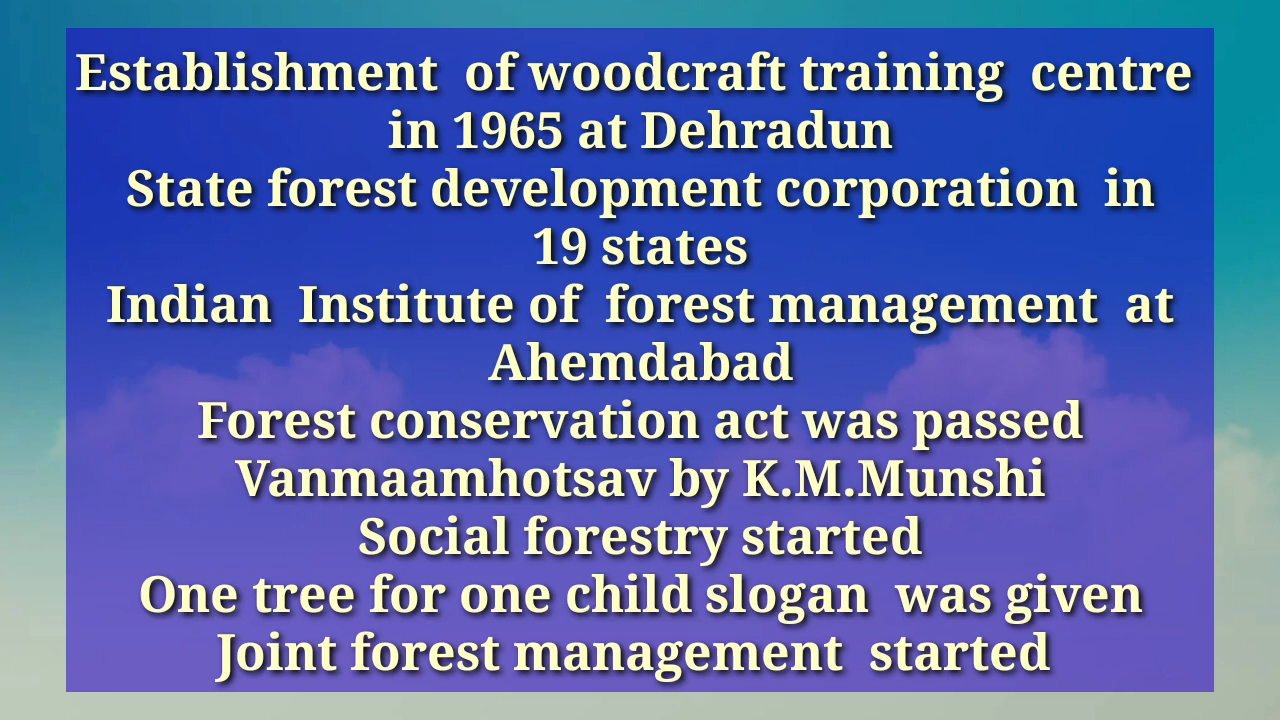 Establishment of woodcraft training centre
in 1965 at Dehradun
State forest development corporation in
19 states
Indian Institute of forest management at
Ahemdabad
Forest conservation act was passed
Vanmaamhotsav by K.M.Munshi
Social forestry started
One tree for one child slogan was given
Joint forest management started